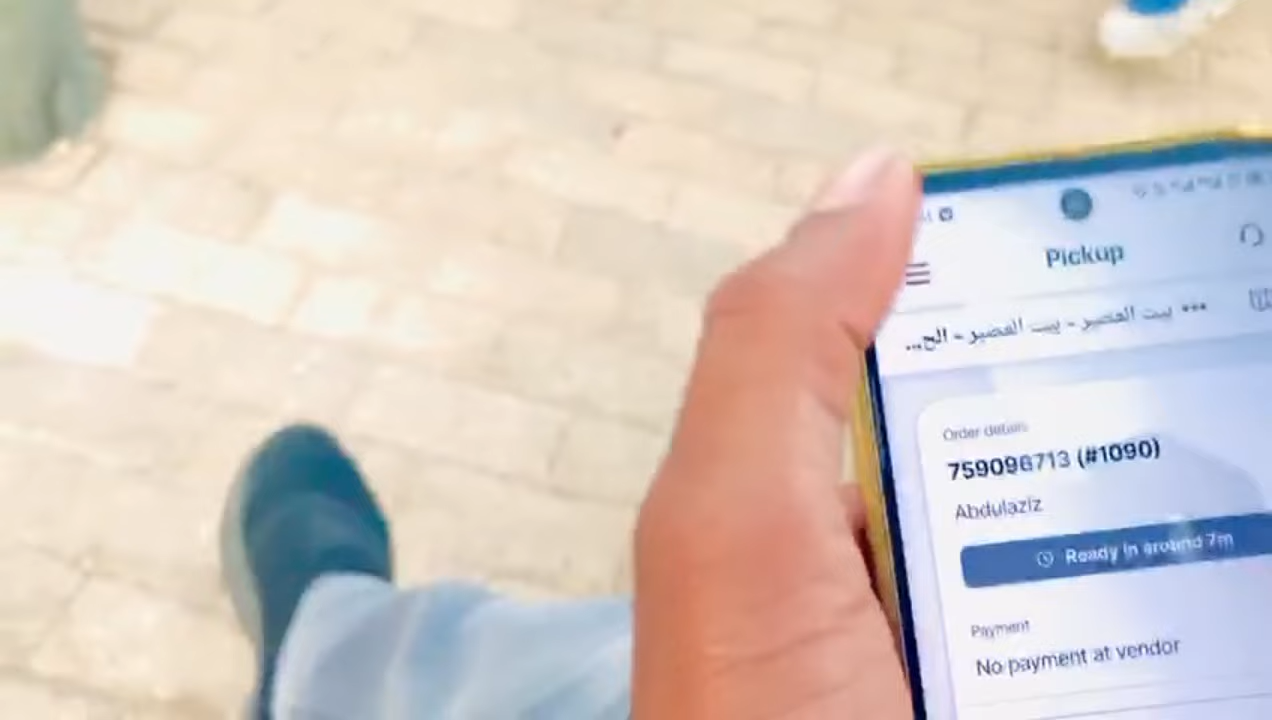 Pickup
... بيت العصير - بيت العصير - الح...
Order details
759096713 (#1090)
Abdulaziz
Ready in around 7m
Payment
No payment at vendor